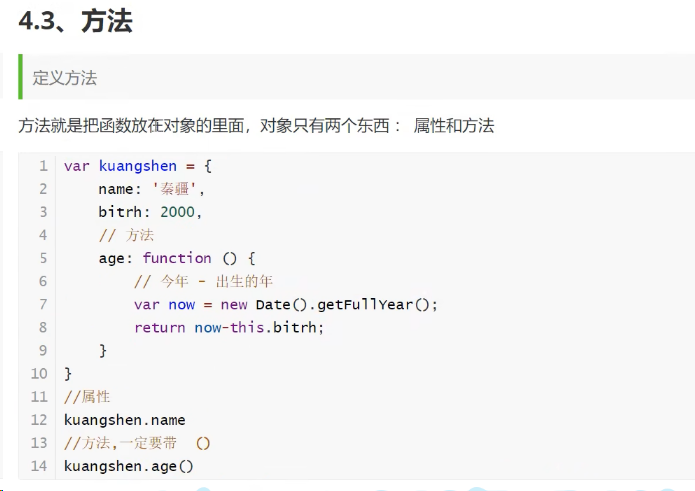 4.3、方法
定义方法
方法就是把函数放在对象的里面，对象只有两个东西： 属性和方法
1 var kuangshen = {
2     name: '秦疆',
3     bitrh: 2000,
4     // 方法
5     age: function () {
6         // 今年 - 出生的年
7         var now = new Date().getFullYear();
8         return now-this.bitrh;
9     }
10 }
11 //属性
12 kuangshen.name
13 //方法,一定要带  ()
14 kuangshen.age()